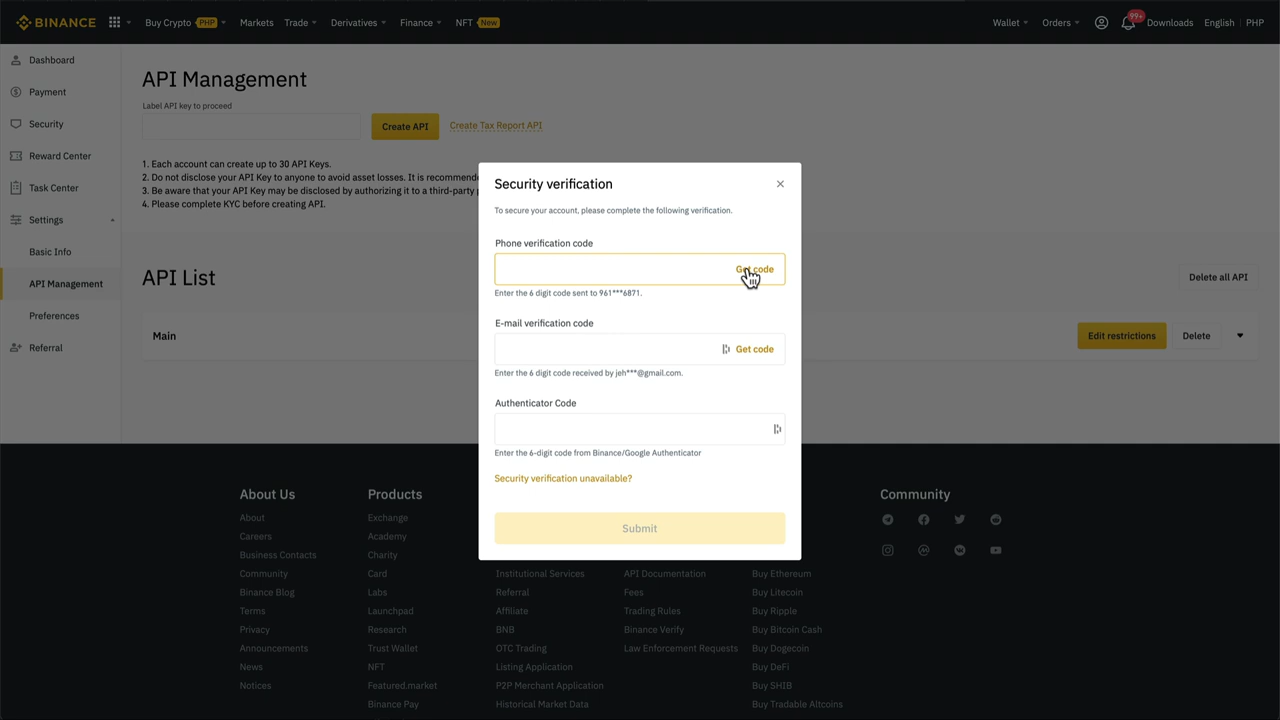 BINANCE
Buy Crypto PHP Markets Trade Derivatives Finance NFT New
Wallet Orders 99+ Downloads English PHP
Dashboard
Payment
Security
Reward Center
Task Center
Settings
Basic Info
API Management
Preferences
Referral
API Management
Label API key to proceed
Create API
Create Tax Report API
1. Each account can create up to 30 API Keys.
2. Do not disclose your API Key to anyone to avoid asset losses. It is recommend
3. Be aware that your API Key may be disclosed by authorizing it to a third-party
4. Please complete KYC before creating API.
API List
Delete all API
Main
Edit restrictions Delete
Security verification
To secure your account, please complete the following verification.
Phone verification code
Get code
Enter the 6 digit code sent to 961***6871.
E-mail verification code
Get code
Enter the 6 digit code received by jeh***@gmail.com.
Authenticator Code
Enter the 6-digit code from Binance/Google Authenticator
Security verification unavailable?
Submit
About Us
About
Careers
Business Contacts
Community
Binance Blog
Terms
Privacy
Announcements
News
Notices
Products
Exchange
Academy
Charity
Card
Labs
Launchpad
Research
Trust Wallet
NFT
Featured.market
Binance Pay
Institutional Services
Referral
Affiliate
BNB
OTC Trading
Listing Application
P2P Merchant Application
Historical Market Data
API Documentation
Fees
Trading Rules
Binance Verify
Law Enforcement Requests
Buy Ethereum
Buy Litecoin
Buy Ripple
Buy Bitcoin Cash
Buy Dogecoin
Buy DeFi
Buy SHIB
Buy Tradable Altcoins
Community